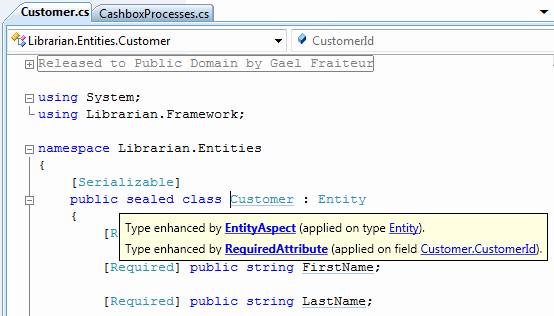 Customer.cs CashboxProcesses.cs
Librarian.Entities.Customer CustomerId
Released to Public Domain by Gael Fraiteur
using System;
using Librarian.Framework;
namespace Librarian.Entities
{
[Serializable]
public sealed class Customer : Entity
{
Type enhanced by EntityAspect (applied on type Entity).
Type enhanced by RequiredAttribute (applied on field Customer.CustomerId).
[Required] public string FirstName;
[Required] public string LastName;